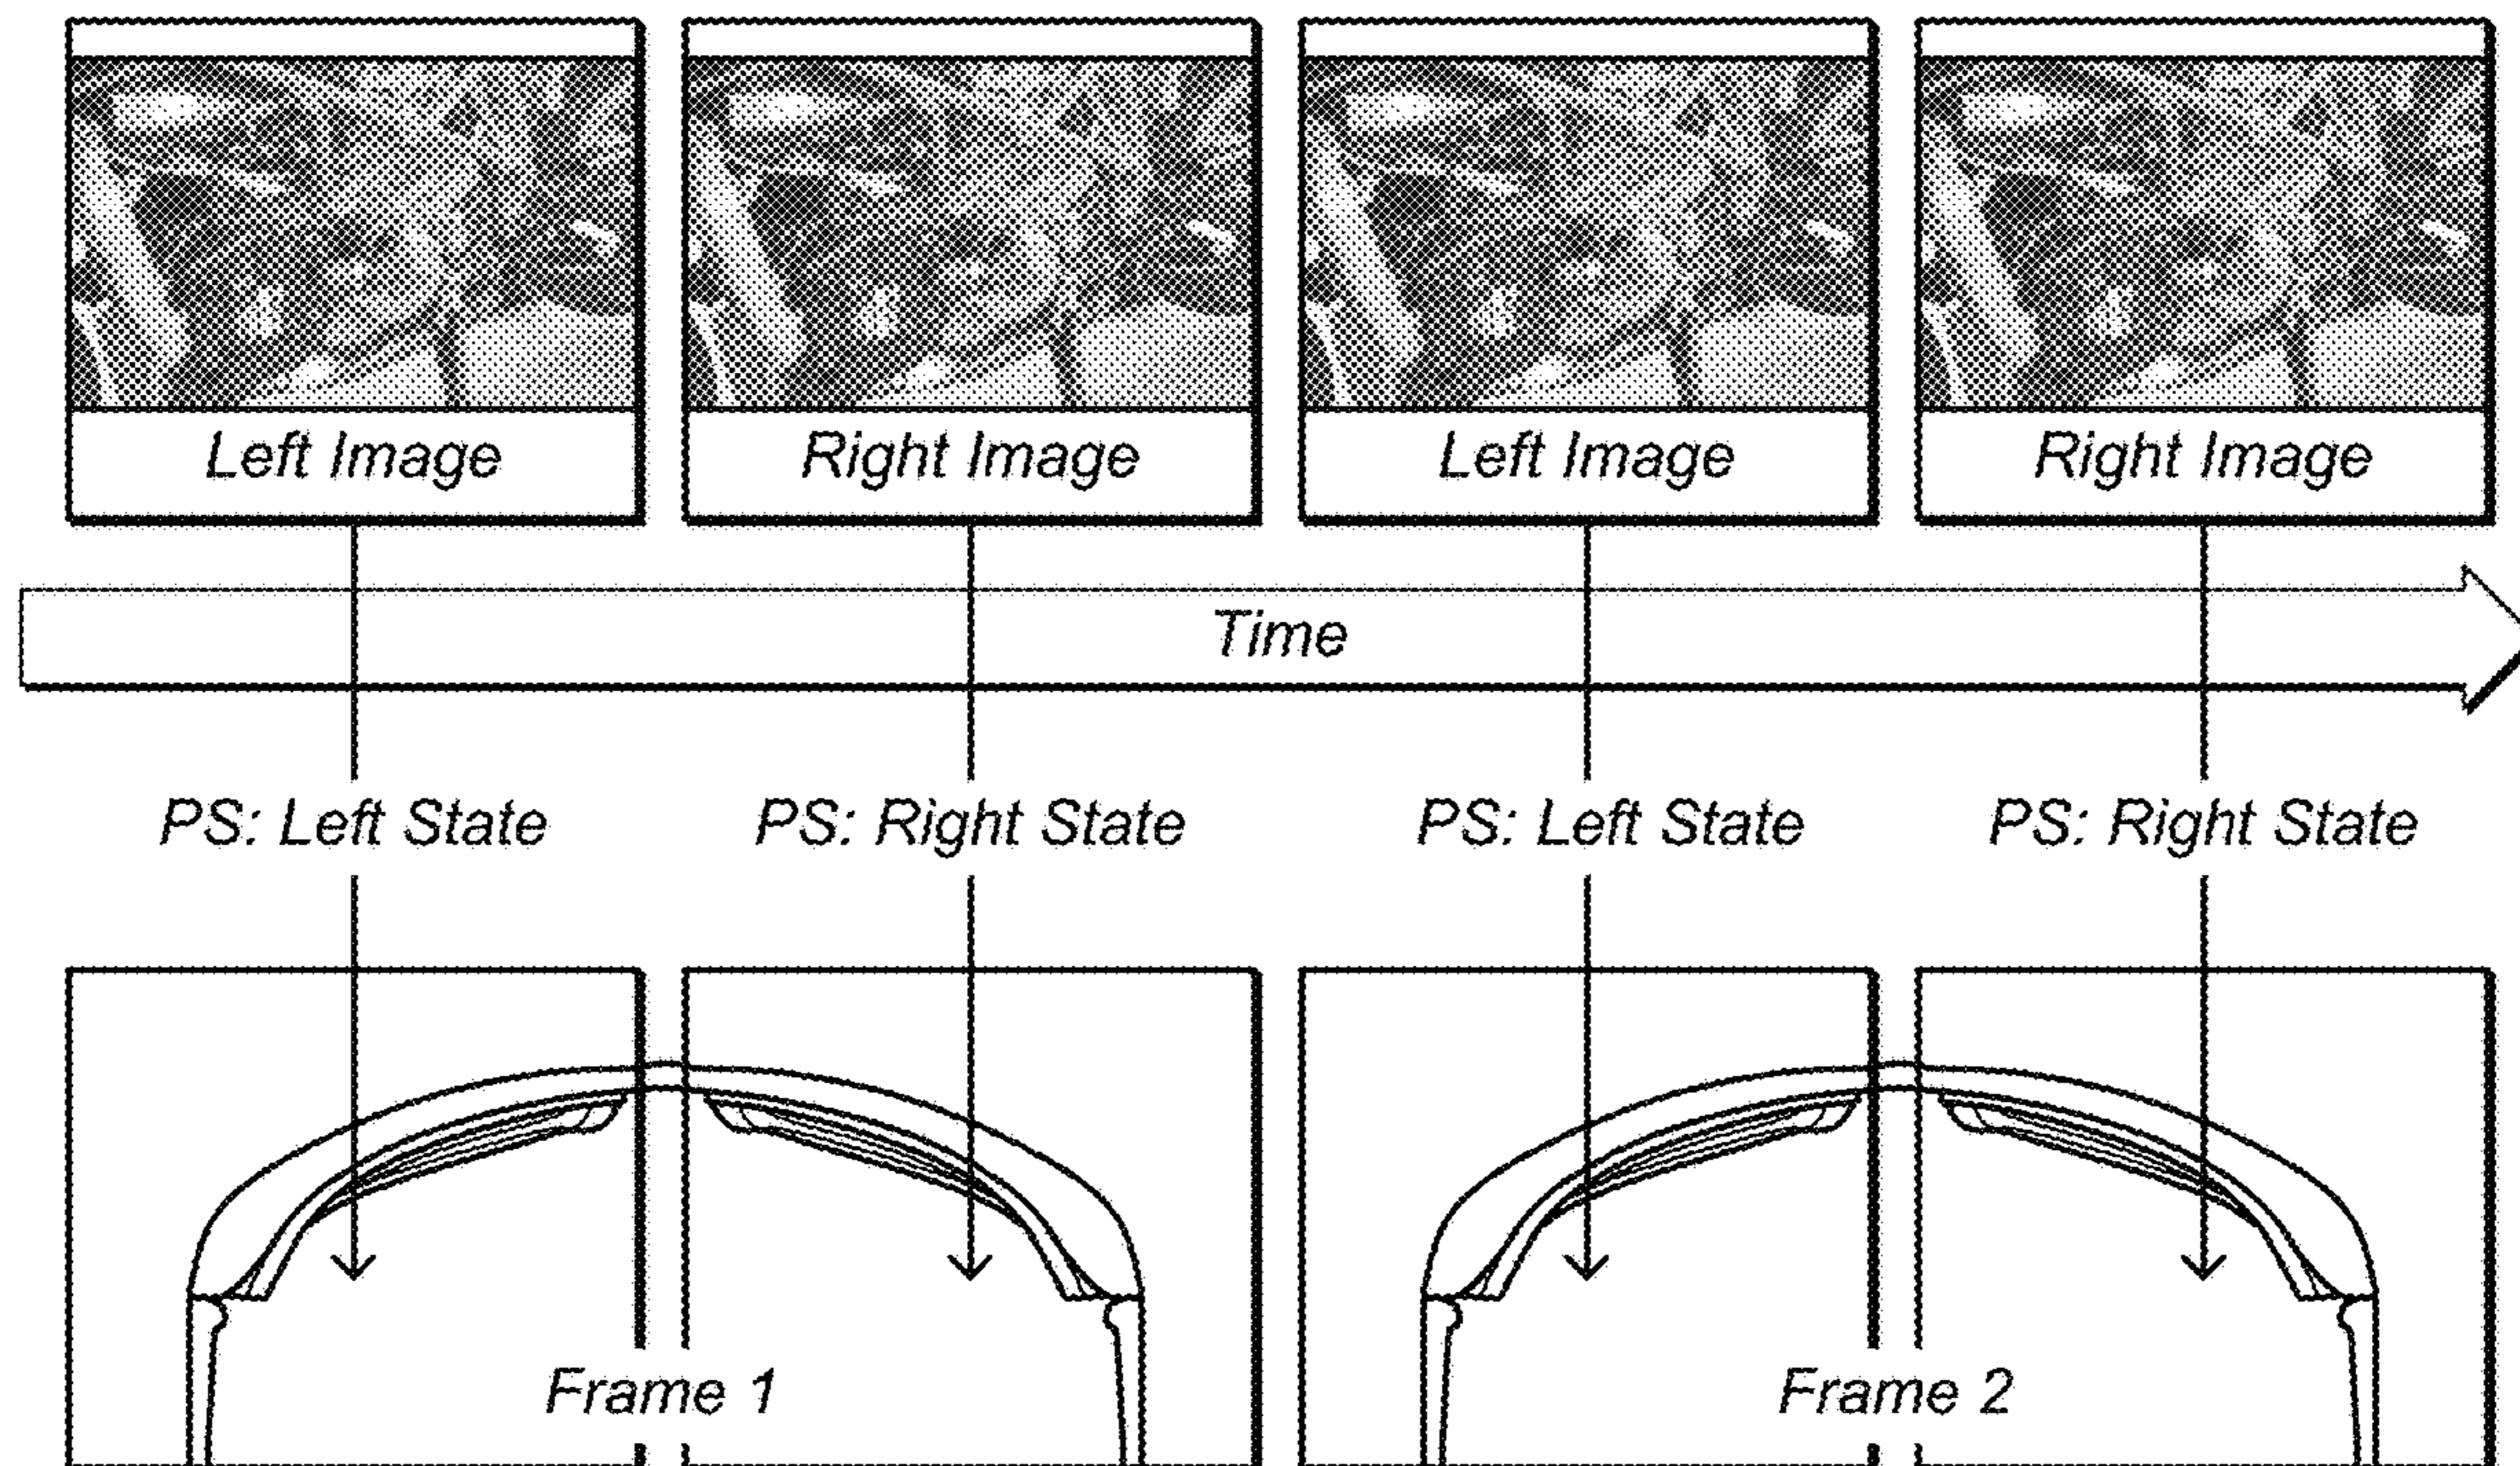 Left Image
Right Image
Left Image
Right Image
Time
PS: Left State
PS: Right State
PS: Left State
PS: Right State
Frame 1
Frame 2